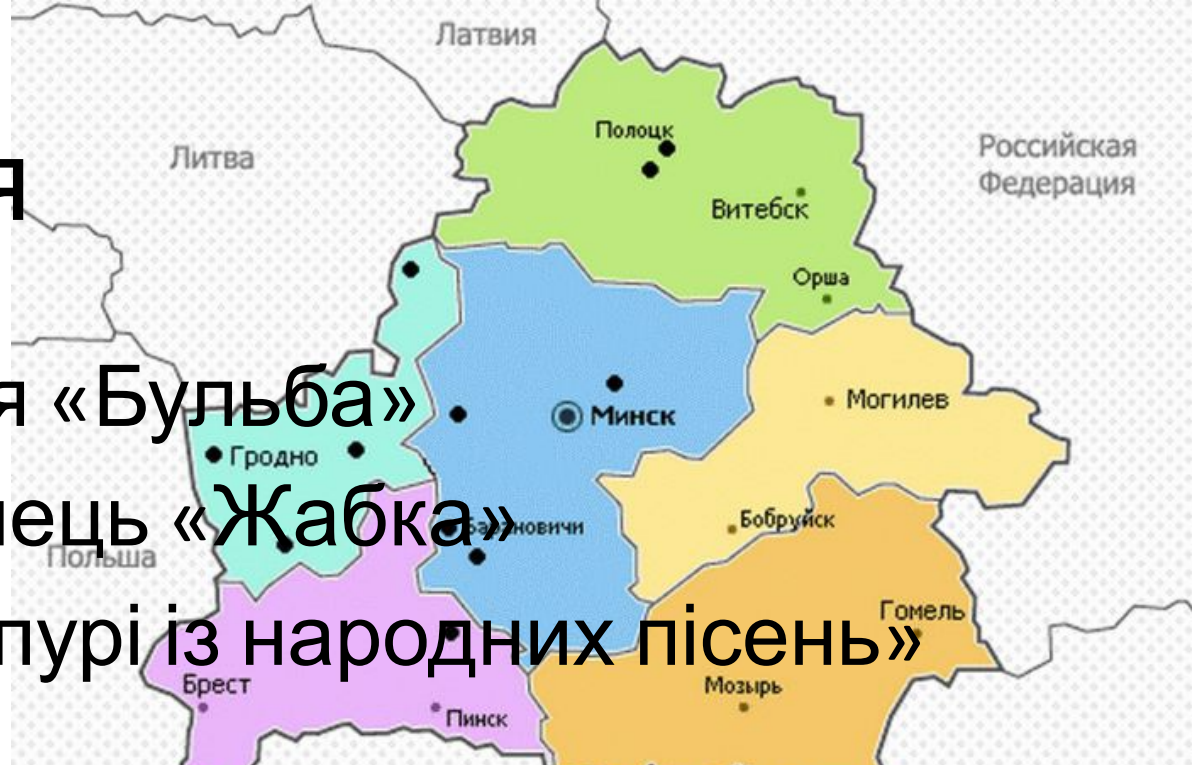 Латвия
Полоцк
Российская
Федерация
Литва
я
Витебск
Орша
я «Бульба»
Могилев
Минск
Гродно
нець «Жабка»
Барановичи
Бобруйск
Польша
Гомель
пурі із народних пісень»
Брест
Мозырь
Пинск